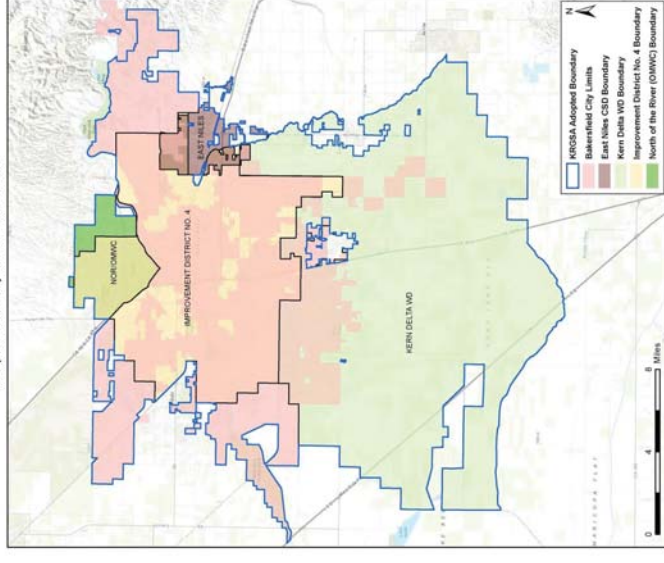 NOR/OMWC
EAST NILES
IMPROVEMENT DISTRICT NO. 4
KERN DELTA WD
MARICOPA FLAT
N
KRGSA Adopted Boundary
Bakersfield City Limits
East Niles CSD Boundary
Kern Delta WD Boundary
Improvement District No. 4 Boundary
North of the River (OMWC) Boundary
0 4 8
Miles